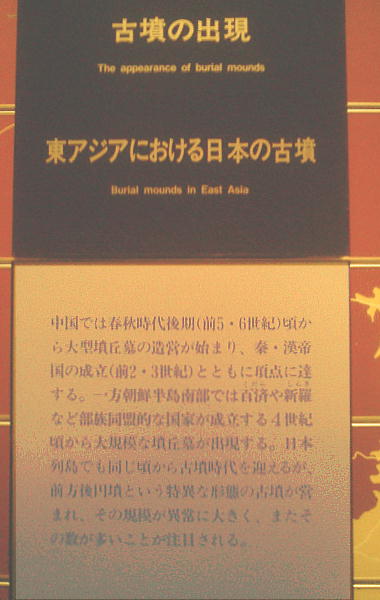 古墳の出現
The appearance of burial mounds
東アジアにおける日本の古墳
Burial mounds in East Asia
中国では春秋時代後期(前5・6世紀)頃か
ら大型墳丘墓の造営が始まり、秦・漢帝
国の成立(前2・3世紀)とともに頂点に達
する。一方朝鮮半島南部では百済や新羅
など部族同盟的な国家が成立する4世紀
頃から大規模な墳丘墓が出現する。日本
列島でも同じ頃から古墳時代を迎えるが、
前方後円墳という特異な形態の古墳が営
まれ、その規模が異常に大きく、またそ
の数が多いことが注目される。